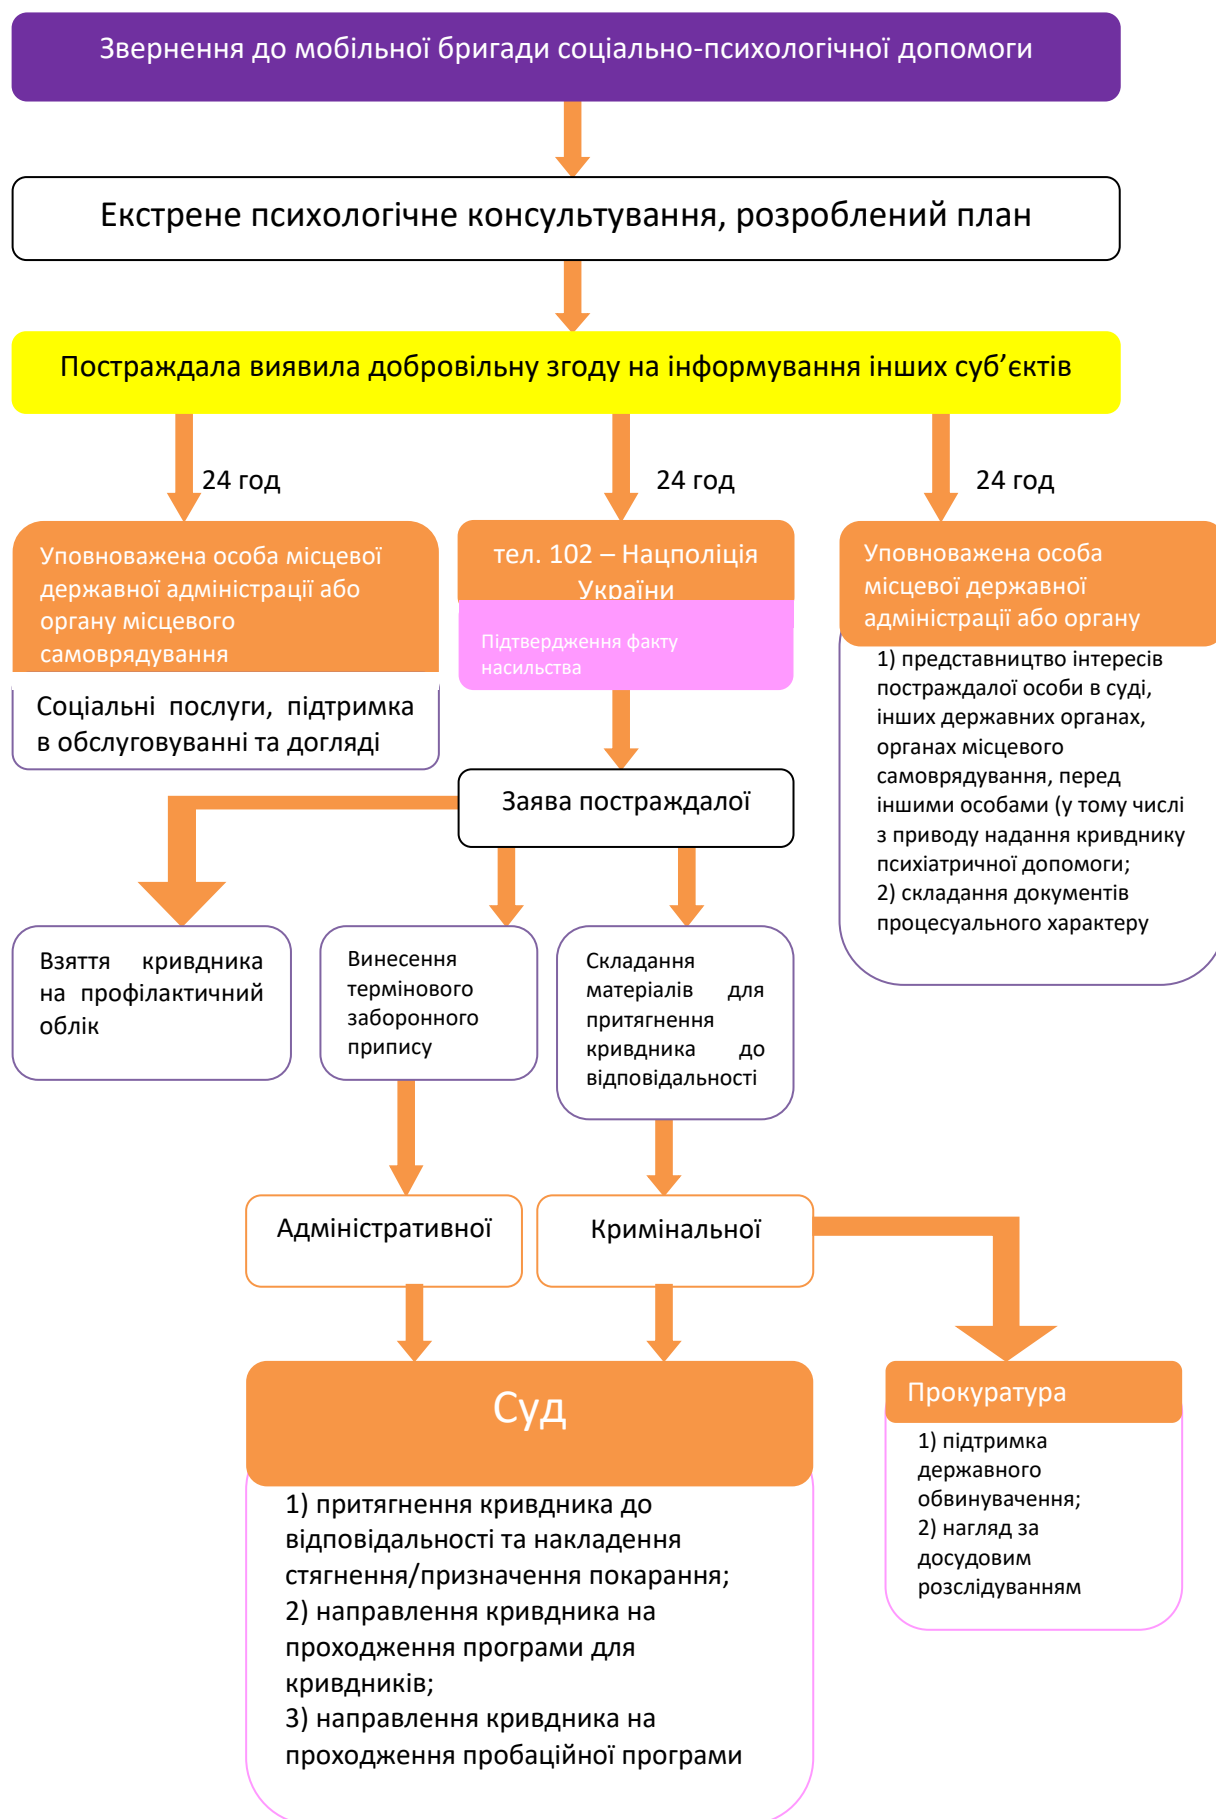 Звернення до мобільної бригади соціально-психологічної допомоги
Екстрене психологічне консультування, розроблений план
Постраждала виявила добровільну згоду на інформування інших суб’єктів
24 год
24 год
24 год
Уповноважена особа місцевої
державної адміністрації або
органу місцевого
самоврядування
Соціальні послуги, підтримка
в обслуговуванні та догляді
тел. 102 – Нацполіція
України
Підтвердження факту
насильства
Уповноважена особа
місцевої державної
адміністрації або органу
1) представництво інтересів
постраждалої особи в суді,
інших державних органах,
органах місцевого
самоврядування, перед
іншими особами (у тому числі
з приводу надання кривднику
психіатричної допомоги;
2) складання документів
процесуального характеру
Заява постраждалої
Взяття кривдника
на профілактичний
облік
Винесення
термінового
заборонного
припису
Складання
матеріалів для
притягнення
кривдника до
відповідальності
Адміністративної
Кримінальної
Суд
1) притягнення кривдника до
відповідальності та накладення
стягнення/призначення покарання;
2) направлення кривдника на
проходження програми для
кривдників;
3) направлення кривдника на
проходження пробаційної програми
Прокуратура
1) підтримка
державного
обвинувачення;
2) нагляд за
досудовим
розслідуванням